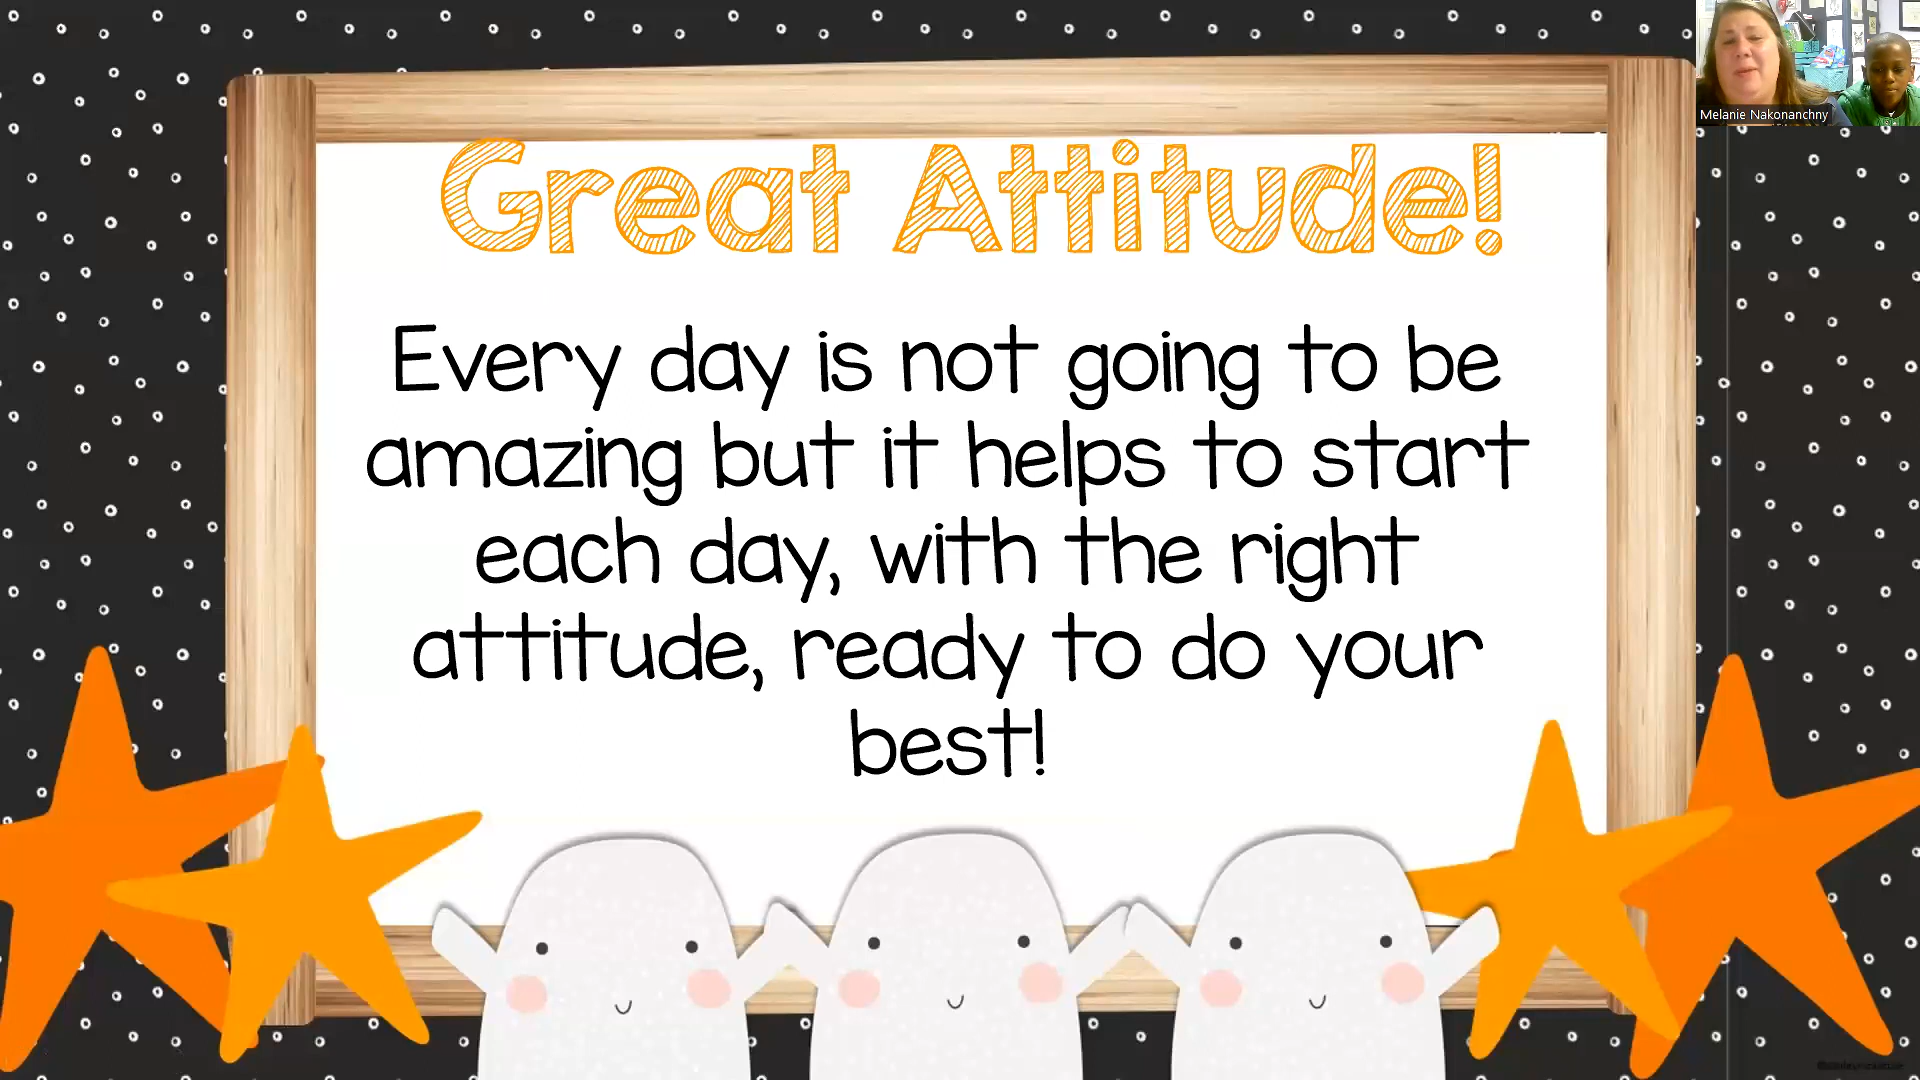 Great Attitude!
Every day is not going to be
amazing but it helps to start
each day, with the right
attitude, ready to do your
best!
Melanie Nakonanchny